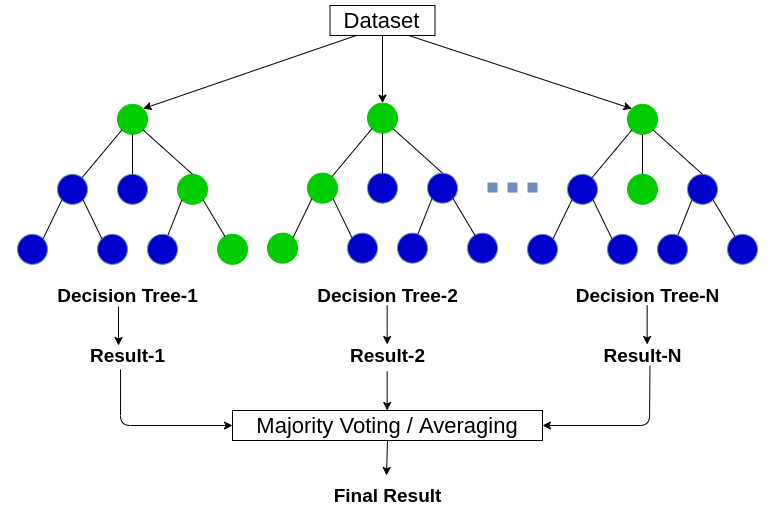 Dataset
Decision Tree-1
Decision Tree-2
Decision Tree-N
Result-1
Result-2
Result-N
Majority Voting / Averaging
Final Result